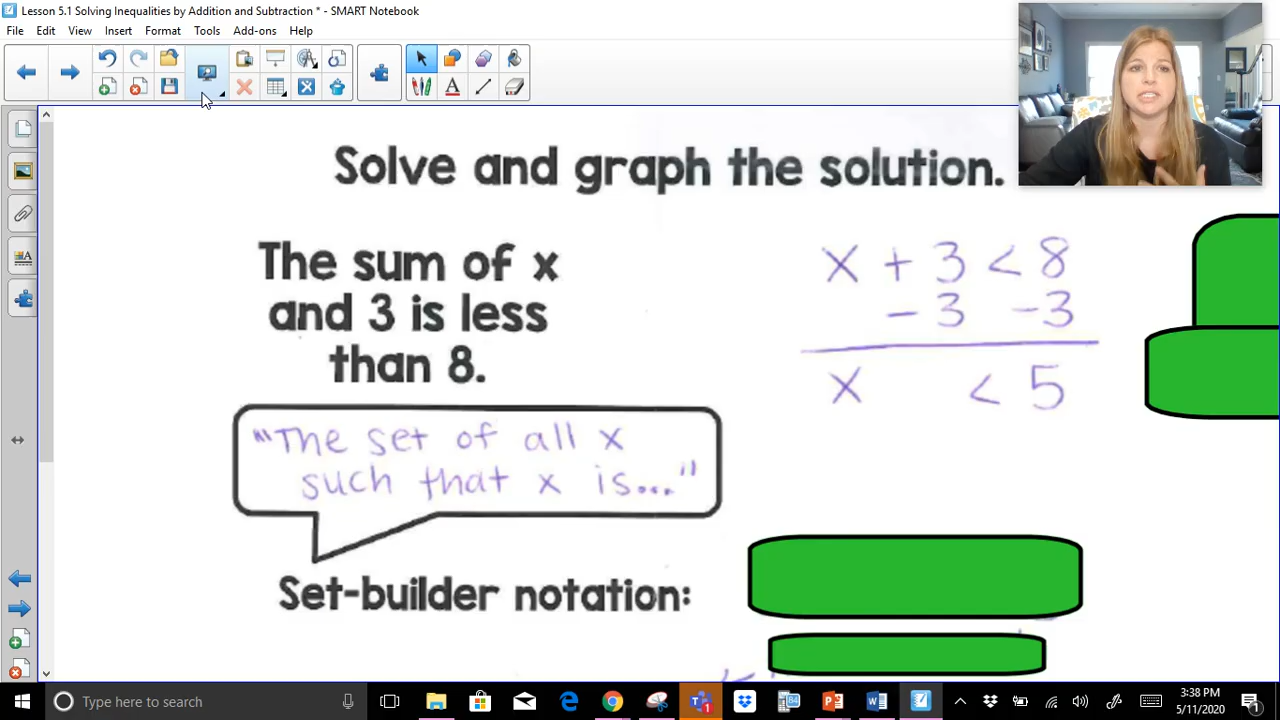 Lesson 5.1 Solving Inequalities by Addition and Subtraction * - SMART Notebook
File Edit View Insert Format Tools Add-ons Help
Solve and graph the solution.
The sum of x
and 3 is less
than 8.
x + 3 < 8
- 3 -3
x < 5
"The set of all x
such that x is..."
Set-builder notation:
Type here to search
1
3:38 PM
5/11/2020
1